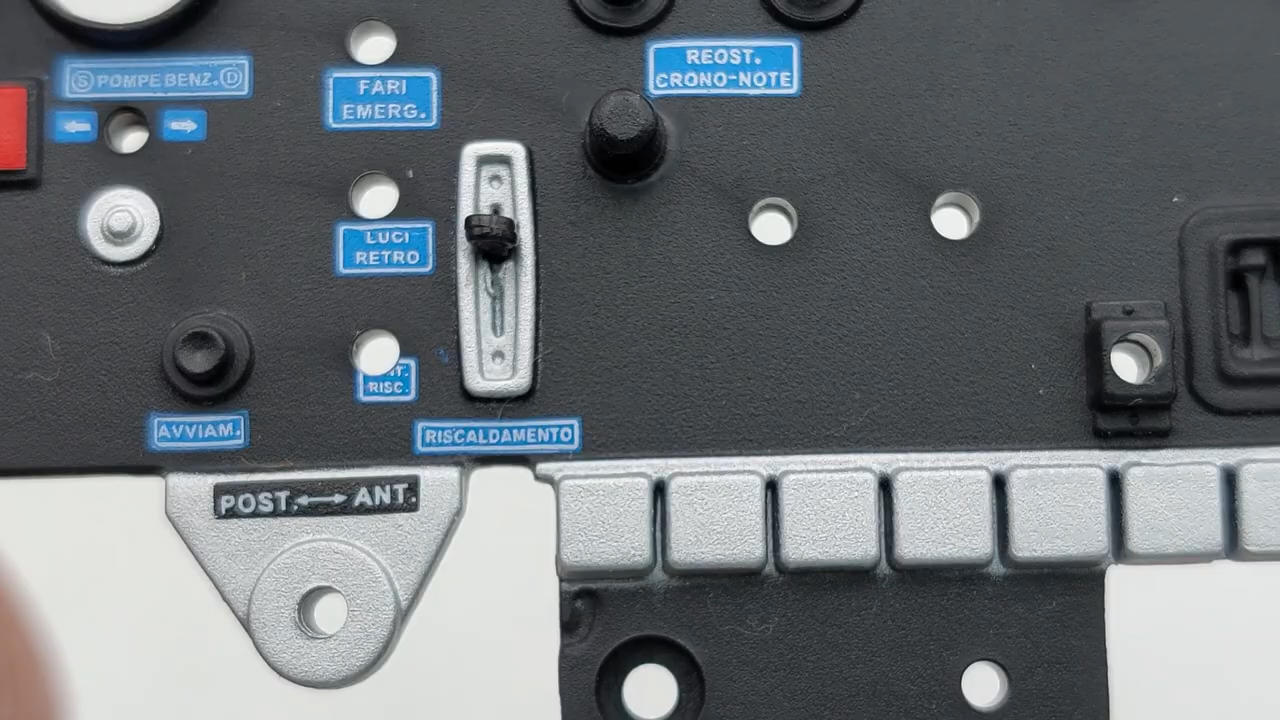 Ⓢ POMPE BENZ. Ⓓ
← →
FARI
EMERG.
REOST.
CRONO-NOTE
LUCI
RETRO
RISC.
AVVIAM.
RISCALDAMENTO
POST. ↔ ANT.